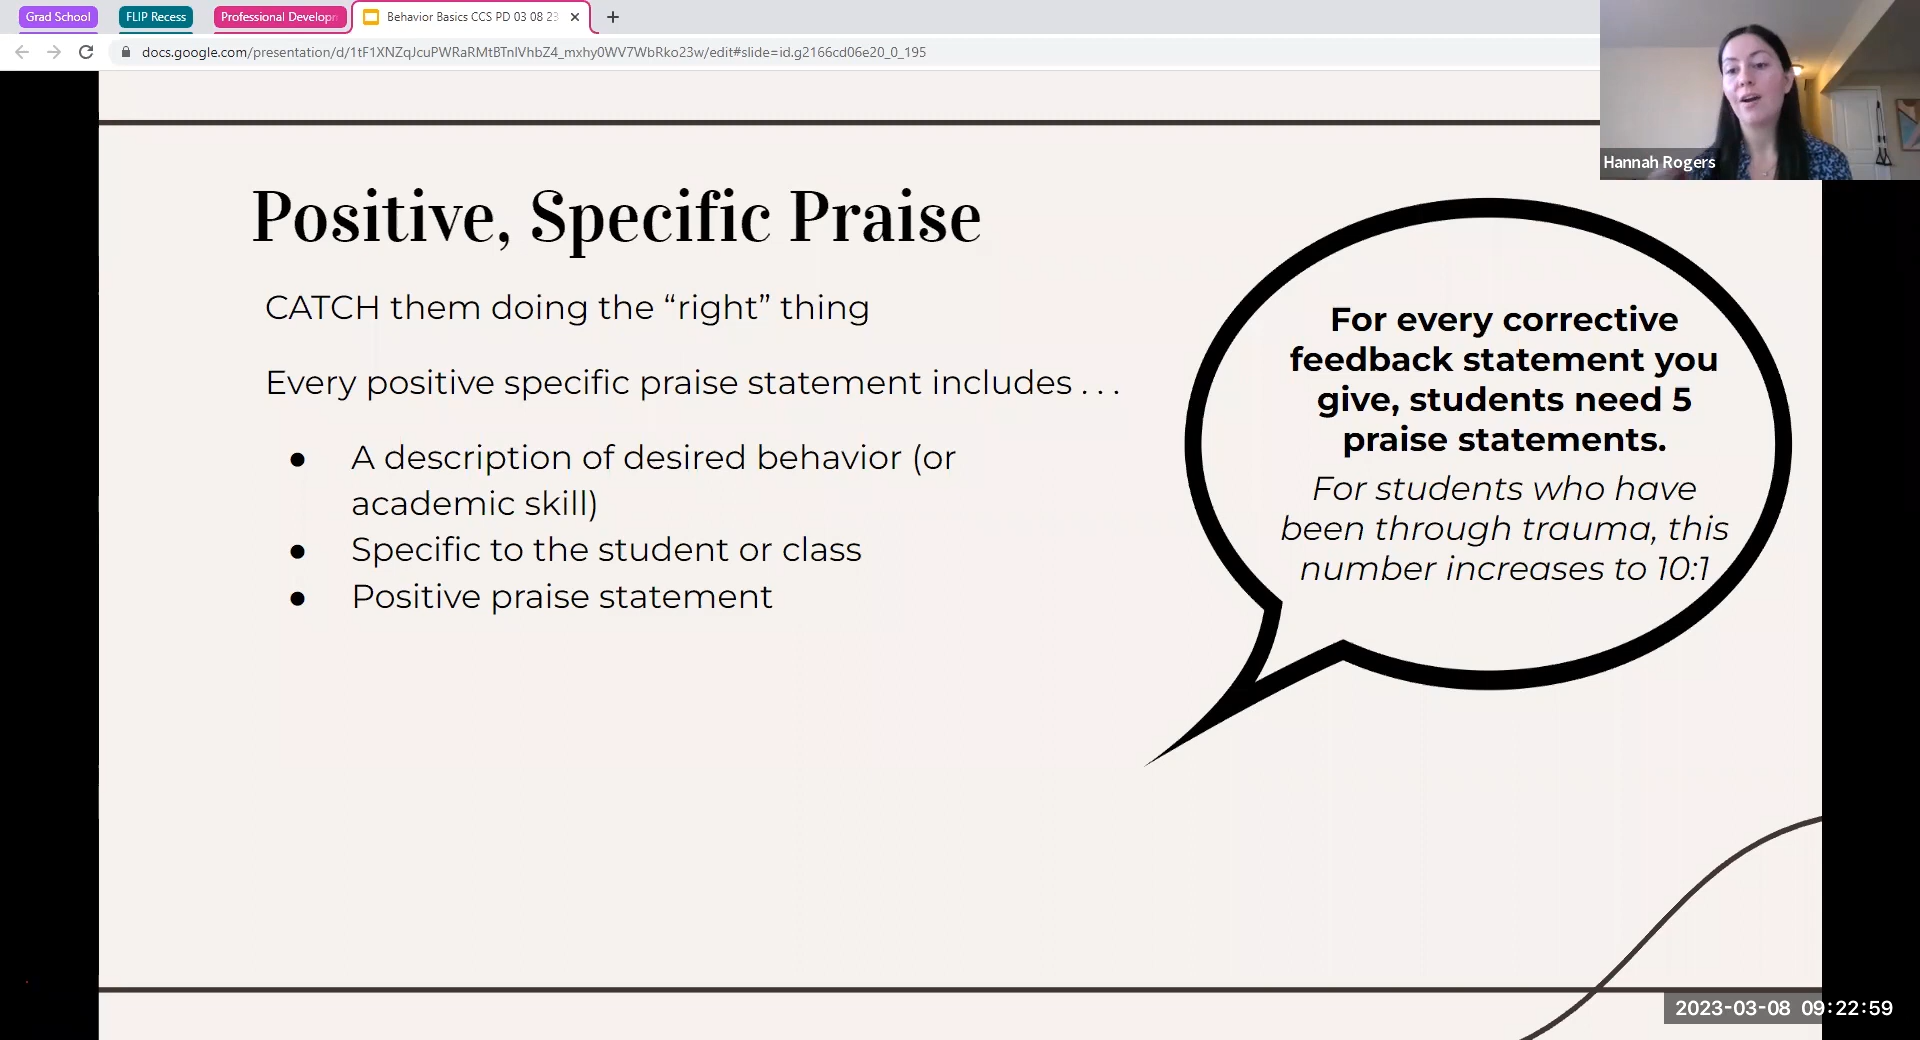 Grad School
FLIP Recess
Professional Developm
Behavior Basics CCS PD 03 08 23
docs.google.com/presentation/d/1tF1XNZqJcuPWRaRMtBTnlVhbZ4_mxhy0WV7WbRko23w/edit#slide=id.g2166cd06e20_0_195
Hannah Rogers
Positive, Specific Praise
CATCH them doing the “right” thing
Every positive specific praise statement includes . . .
● A description of desired behavior (or
academic skill)
● Specific to the student or class
● Positive praise statement
For every corrective
feedback statement you
give, students need 5
praise statements.
For students who have
been through trauma, this
number increases to 10:1
2023-03-08 09:22:59